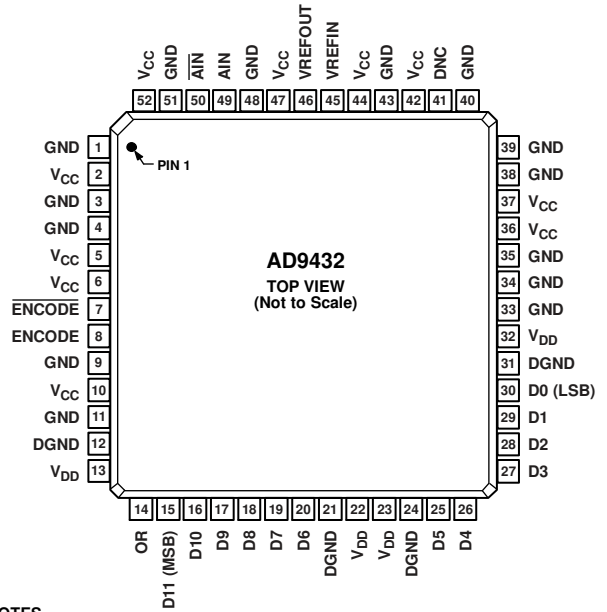 VCC
GND
AIN
AIN
GND
VCC
VREFOUT
VREFIN
VCC
GND
VCC
DNC
GND
52 51 50 49 48 47 46 45 44 43 42 41 40
GND 1
VCC 2
GND 3
GND 4
VCC 5
VCC 6
ENCODE 7
ENCODE 8
GND 9
VCC 10
GND 11
DGND 12
VDD 13
PIN 1
AD9432
TOP VIEW
(Not to Scale)
39 GND
38 GND
37 VCC
36 VCC
35 GND
34 GND
33 GND
32 VDD
31 DGND
30 D0 (LSB)
29 D1
28 D2
27 D3
14 15 16 17 18 19 20 21 22 23 24 25 26
OR
D11 (MSB)
D10
D9
D8
D7
D6
DGND
VDD
VDD
DGND
D5
D4